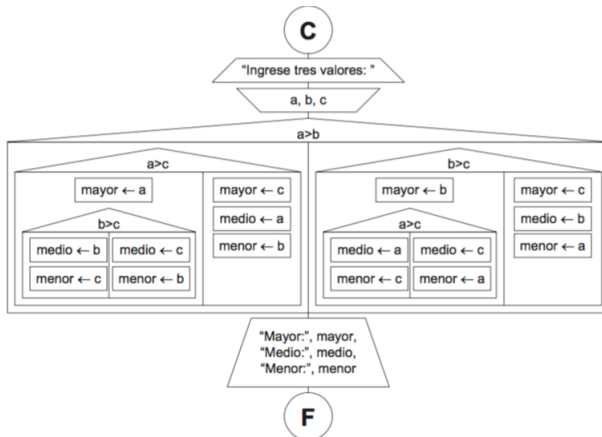 C
"Ingrese tres valores: "
a, b, c
a>b
a>c
mayor ← a
b>c
medio ← b
menor ← c
medio ← c
menor ← b
mayor ← c
medio ← a
menor ← b
b>c
mayor ← b
a>c
medio ← a
menor ← c
medio ← c
menor ← a
mayor ← c
medio ← b
menor ← a
"Mayor:", mayor,
"Medio:", medio,
"Menor:", menor
F